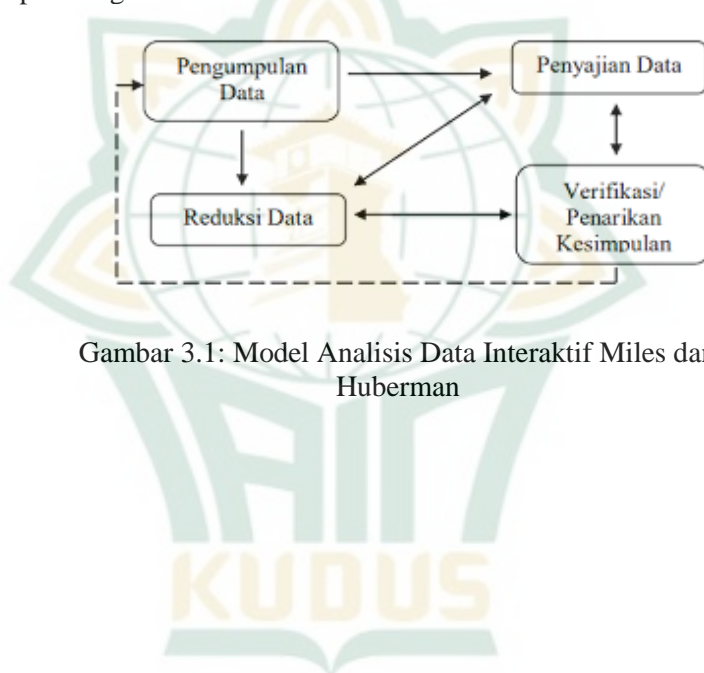 Pengumpulan
Data
Penyajian Data
Reduksi Data
Verifikasi/
Penarikan
Kesimpulan
Gambar 3.1: Model Analisis Data Interaktif Miles
Huberman
IAIN
KUDUS